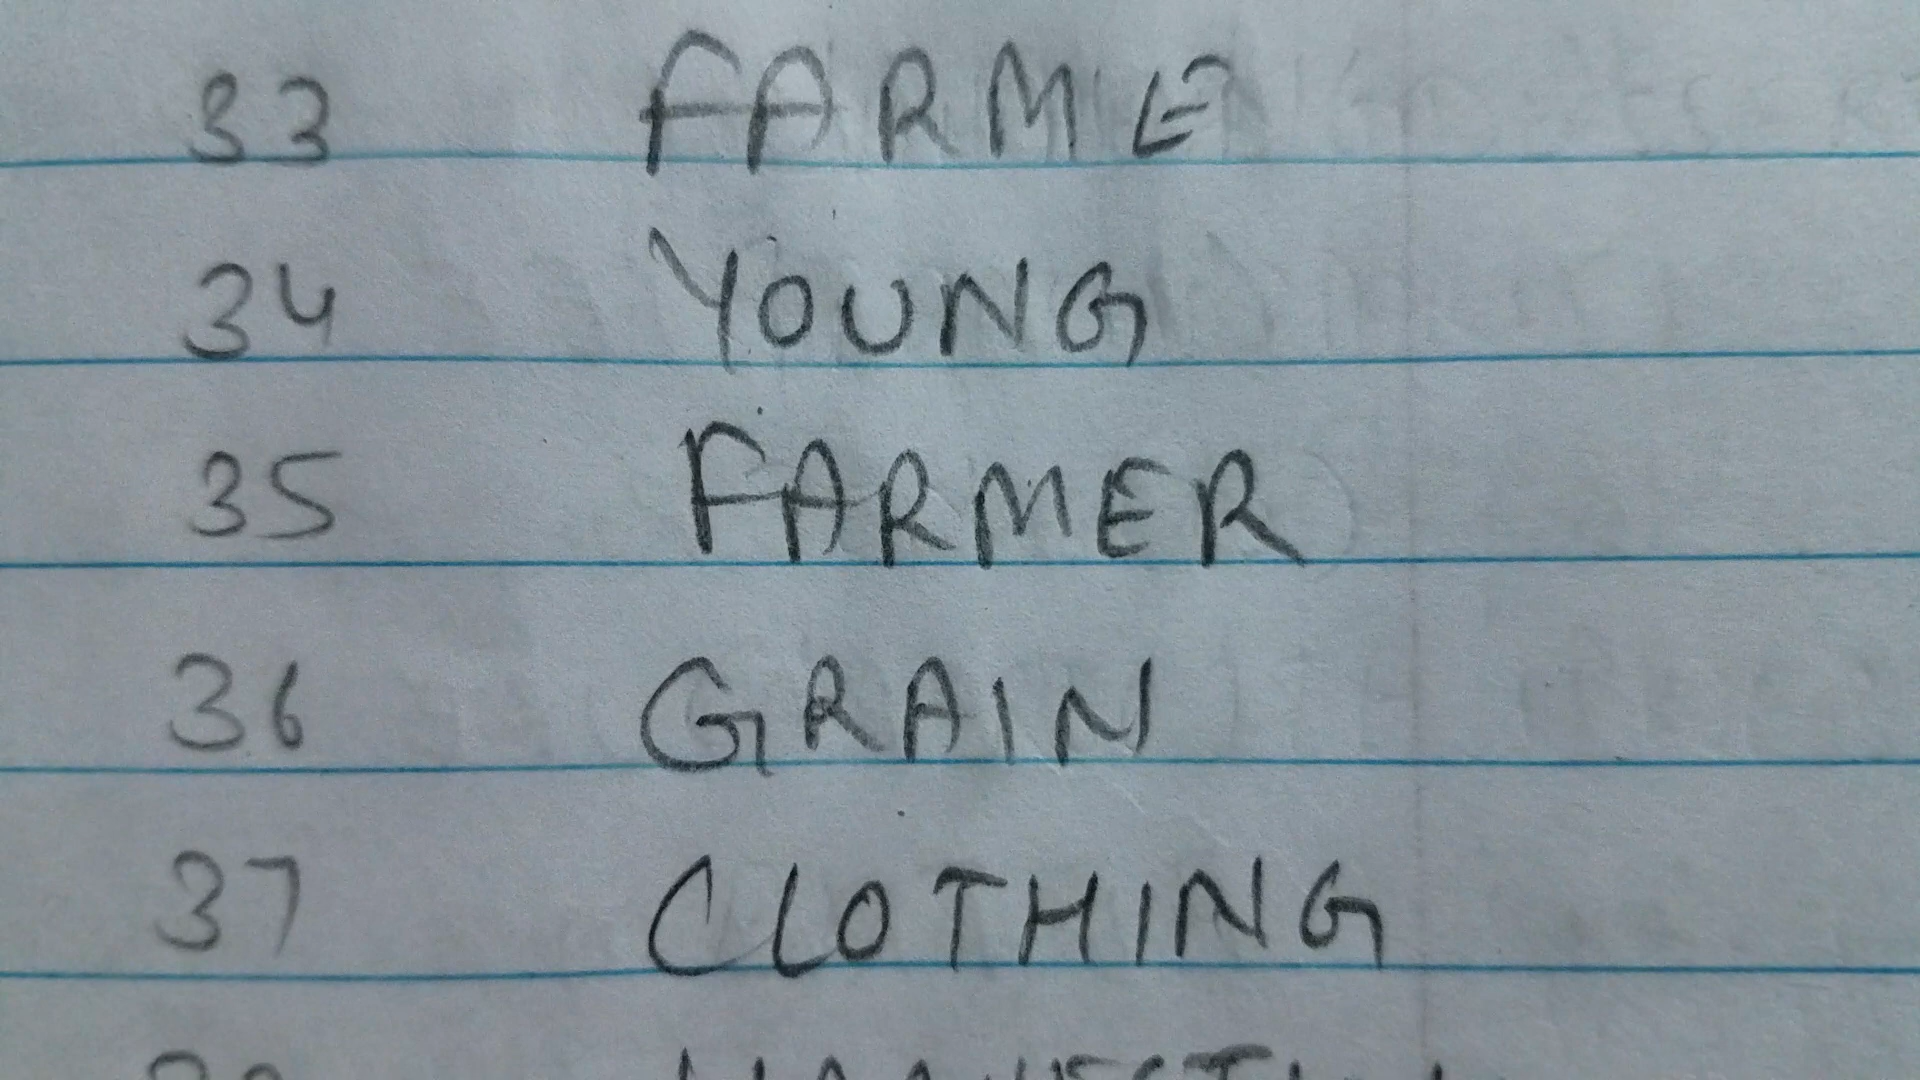 33 FARME
34 YOUNG
35 FARMER
36 GRAIN
37 CLOTHING